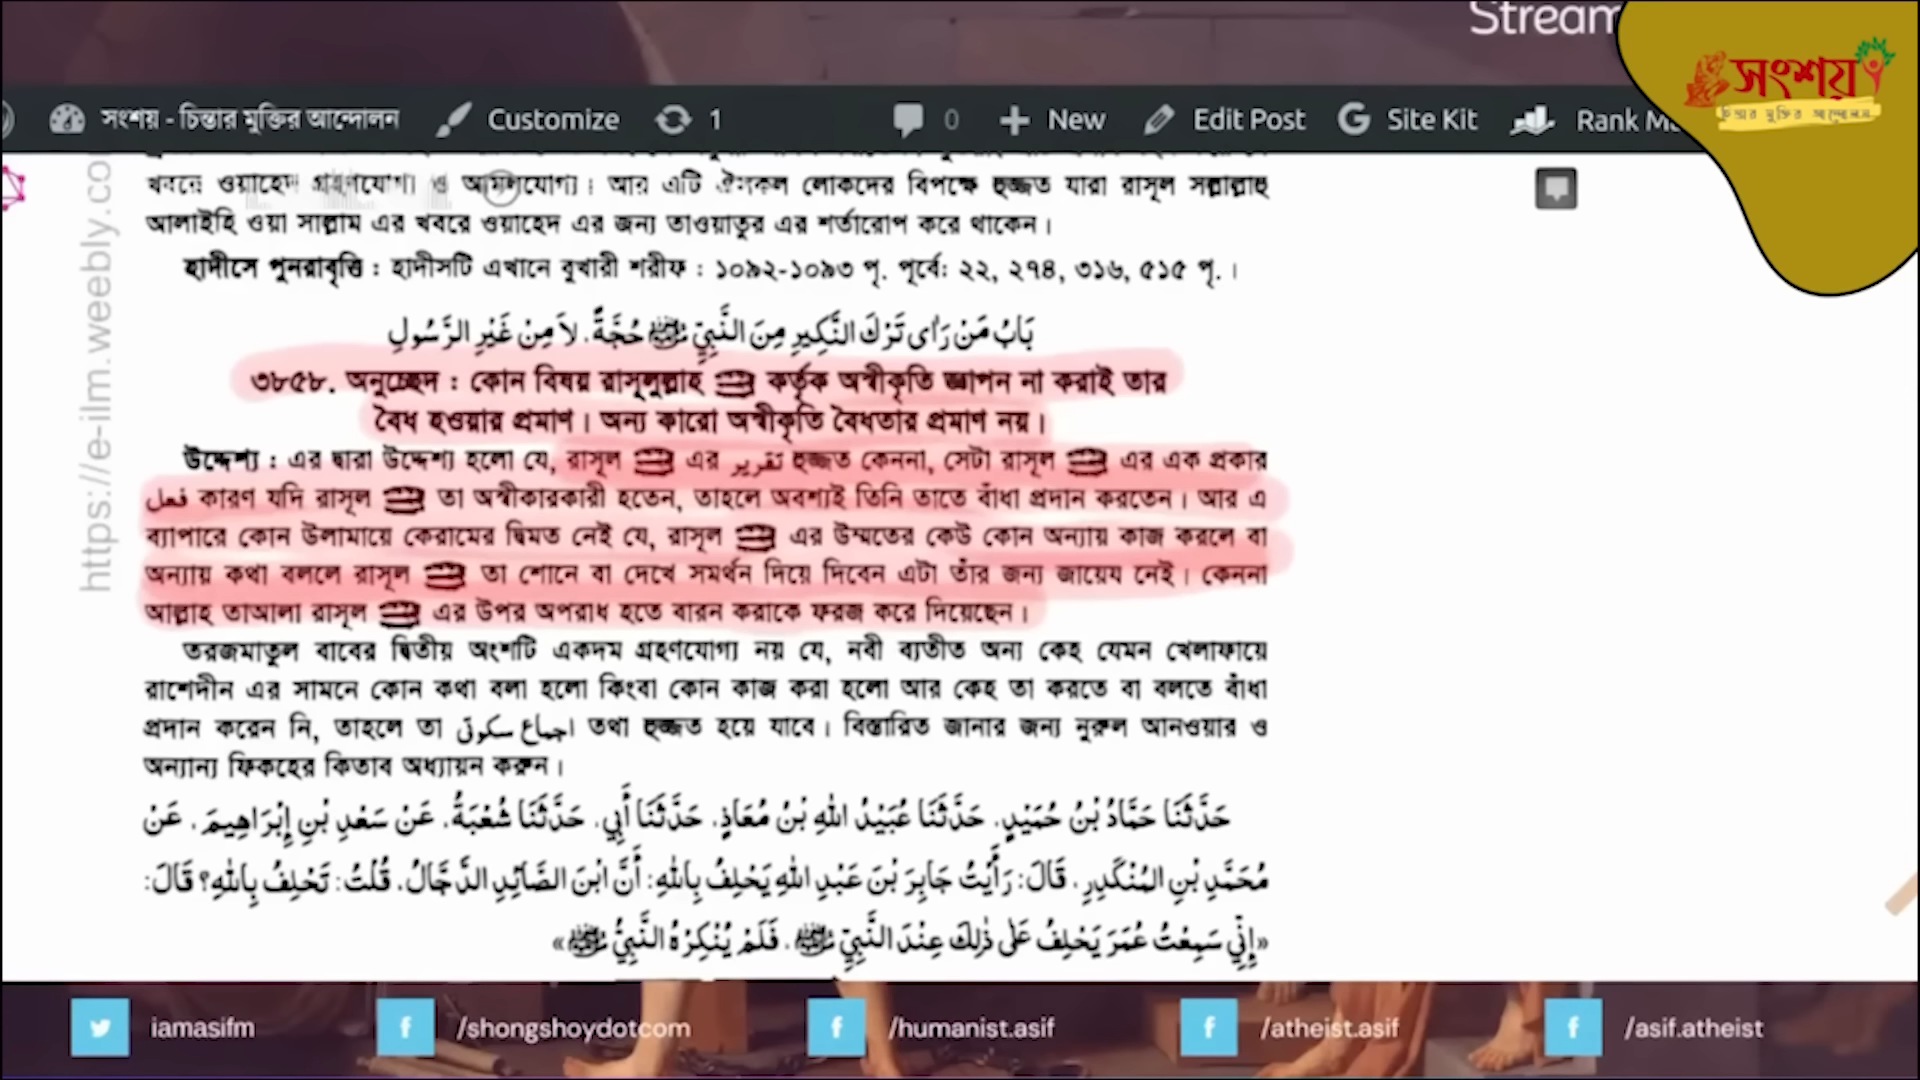 Stream
সংশয়
চিন্তার মুক্তির আন্দোলন
সংশয় - চিন্তার মুক্তির আন্দোলন Customize 1 0 New Edit Post Site Kit Rank Ma
https://e-ilm.weebly.co
খবরে ওয়াহেদ গ্রহণযোগ্য ও আমলযোগ্য। আর এটি ঐসকল লোকদের বিপক্ষে হুজ্জত যারা রাসূল সল্লাল্লাহু
আলাইহি ওয়া সাল্লাম এর খবরে ওয়াহেদ এর জন্য তাওয়াতুর এর শর্তারোপ করে থাকেন।
হাদীসে পুনরাবৃত্তি : হাদীসটি এখানে বুখারী শরীফ : ১০৯২-১০৯৩ পৃ. পূর্বে: ২২, ২৭৪, ৩১৬, ৫১৫ পৃ.।
بَابُ مَنْ رَاٰى تَرْكَ النَّكِيرِ مِنَ النَّبِيِّ ﷺ حُجَّةً. لاَ مِنْ غَيْرِ الرَّسُولِ
৩৮৫৮. অনুচ্ছেদ : কোন বিষয় রাসূলুল্লাহ ﷺ কর্তৃক অস্বীকৃতি জ্ঞাপন না করাই তার
বৈধ হওয়ার প্রমাণ। অন্য কারো অস্বীকৃতি বৈধতার প্রমাণ নয়।
উদ্দেশ্য : এর দ্বারা উদ্দেশ্য হলো যে, রাসূল ﷺ এর تقرير হুজ্জত কেননা, সেটা রাসূল ﷺ এর এক প্রকার
فعل কারণ যদি রাসূল ﷺ তা অস্বীকারকারী হতেন, তাহলে অবশ্যই তিনি তাতে বাঁধা প্রদান করতেন। আর এ
ব্যাপারে কোন উলামায়ে কেরামের দ্বিমত নেই যে, রাসূল ﷺ এর উম্মতের কেউ কোন অন্যায় কাজ করলে বা
অন্যায় কথা বললে রাসূল ﷺ তা শোনে বা দেখে সমর্থন দিয়ে দিবেন এটা তাঁর জন্য জায়েয নেই। কেননা
আল্লাহ তাআলা রাসূল ﷺ এর উপর অপরাধ হতে বারন করাকে ফরজ করে দিয়েছেন।
তরজমাতুল বাবের দ্বিতীয় অংশটি একদম গ্রহণযোগ্য নয় যে, নবী ব্যতীত অন্য কেহ যেমন খেলাফায়ে
রাশেদীন এর সামনে কোন কথা বলা হলো কিংবা কোন কাজ করা হলো আর কেহ তা করতে বা বলতে বাঁধা
প্রদান করেন নি, তাহলে তা اجماع سكوتى তথা হুজ্জত হয়ে যাবে। বিস্তারিত জানার জন্য নুরুল আনওয়ার ও
অন্যান্য ফিকহের কিতাব অধ্যায়ন করুন।
حَدَّثَنَا حَمَّادُ بْنُ حُمَيْدٍ. حَدَّثَنَا عُبَيْدُ اللهِ بْنُ مُعَاذٍ. حَدَّثَنَا أَبِي. حَدَّثَنَا شُعْبَةُ. عَنْ سَعْدِ بْنِ إِبْرَاهِيمَ. عَنْ
مُحَمَّدِ بْنِ المُنْكَدِرِ. قَالَ: رَأَيْتُ جَابِرَ بْنَ عَبْدِ اللهِ يَحْلِفُ بِاللهِ: أَنَّ ابْنَ الصَّائِدِ الدَّجَّالُ. قُلْتُ: تَحْلِفُ بِاللهِ؟ قَالَ:
«إِنِّي سَمِعْتُ عُمَرَ يَحْلِفُ عَلَى ذٰلِكَ عِنْدَ النَّبِيِّ ﷺ. فَلَمْ يُنْكِرْهُ النَّبِيُّ ﷺ»
iamasifm /shongshoydotcom /humanist.asif /atheist.asif /asif.atheist